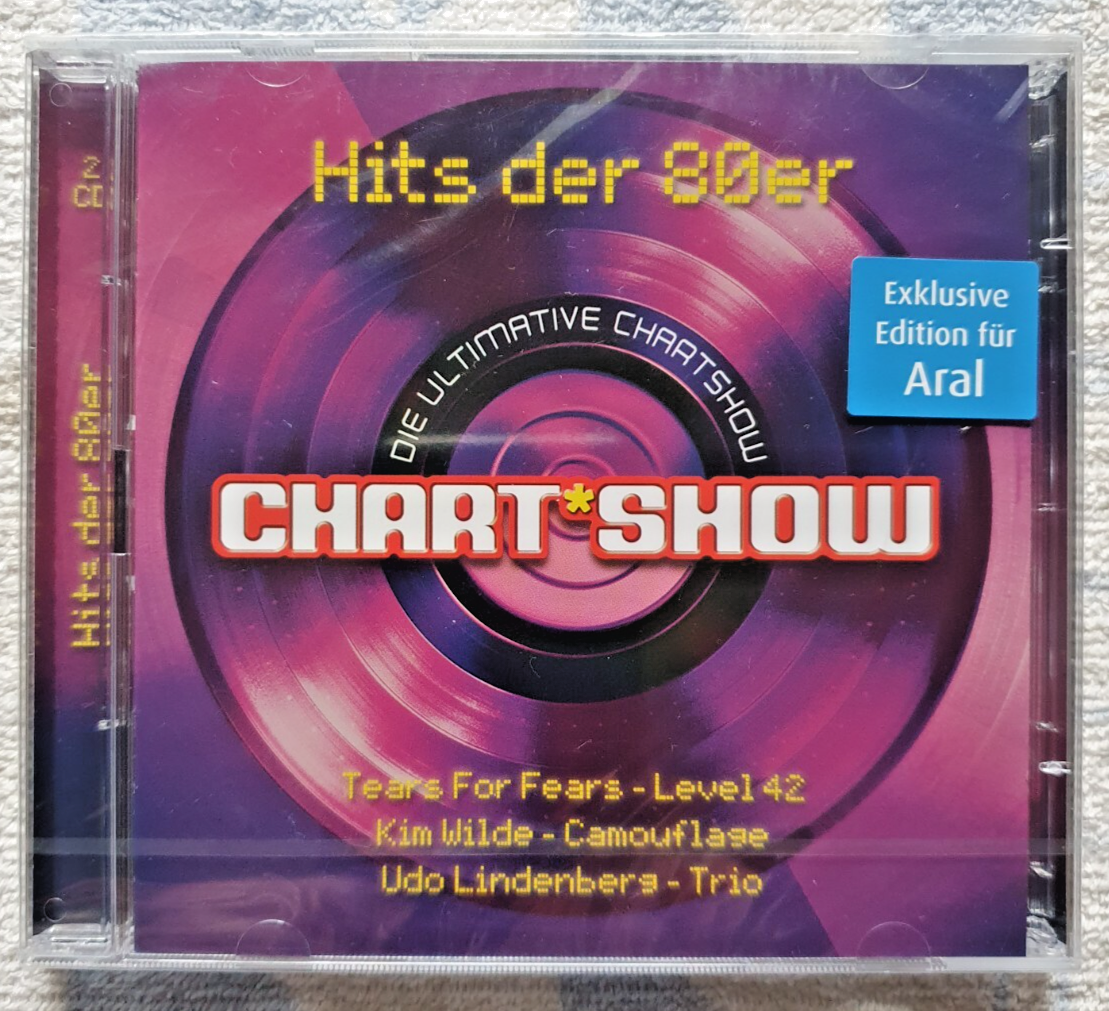 Hits der 80er
2
CD
Hits der 80er
DIE ULTIMATIVE CHARTSHOW
CHART*SHOW
Exklusive
Edition für
Aral
Tears For Fears - Level 42
Kim Wilde - Camouflage
Udo Lindenberg - Trio